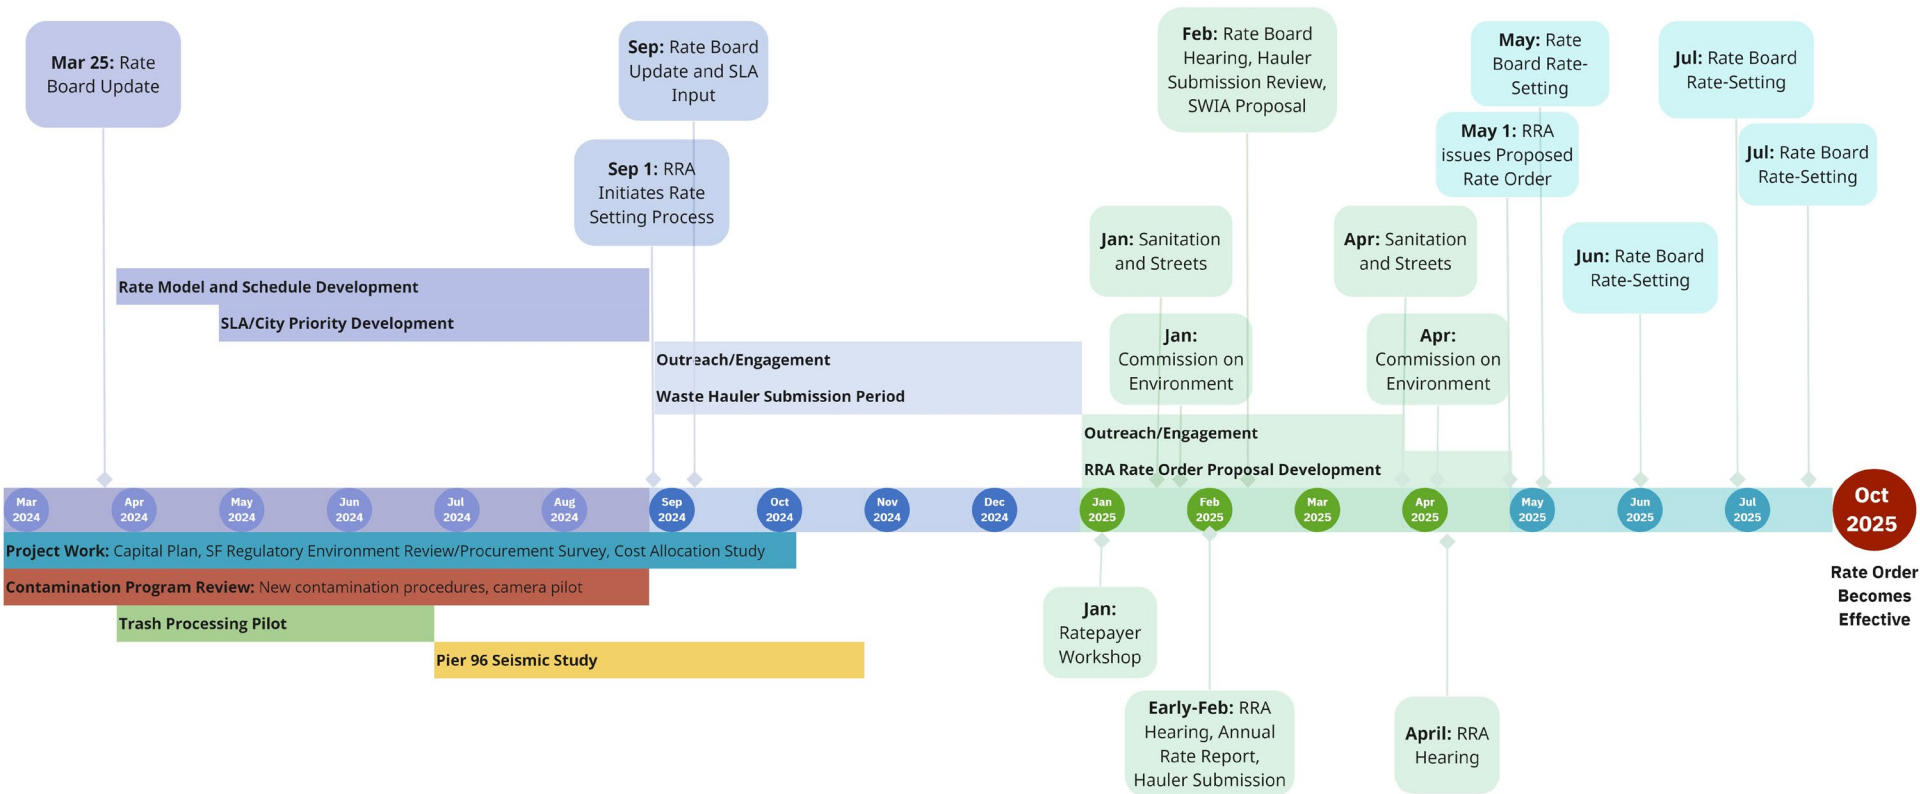 Mar 25: Rate
Board Update
Sep: Rate Board
Update and SLA
Input
Sep 1: RRA
Initiates Rate
Setting Process
Feb: Rate Board
Hearing, Hauler
Submission Review,
SWIA Proposal
May: Rate
Board Rate-
Setting
May 1: RRA
issues Proposed
Rate Order
Jul: Rate Board
Rate-Setting
Jul: Rate Board
Rate-Setting
Jan: Sanitation
and Streets
Apr: Sanitation
and Streets
Jun: Rate Board
Rate-Setting
Jan:
Commission on
Environment
Apr:
Commission on
Environment
Rate Model and Schedule Development
SLA/City Priority Development
Outreach/Engagement
Waste Hauler Submission Period
Outreach/Engagement
RRA Rate Order Proposal Development
Mar
2024
Apr
2024
May
2024
Jun
2024
Jul
2024
Aug
2024
Sep
2024
Oct
2024
Nov
2024
Dec
2024
Jan
2025
Feb
2025
Mar
2025
Apr
2025
May
2025
Jun
2025
Jul
2025
Oct
2025
Rate Order
Becomes
Effective
Project Work: Capital Plan, SF Regulatory Environment Review/Procurement Survey, Cost Allocation Study
Contamination Program Review: New contamination procedures, camera pilot
Trash Processing Pilot
Pier 96 Seismic Study
Jan:
Ratepayer
Workshop
Early-Feb: RRA
Hearing, Annual
Rate Report,
Hauler Submission
April: RRA
Hearing